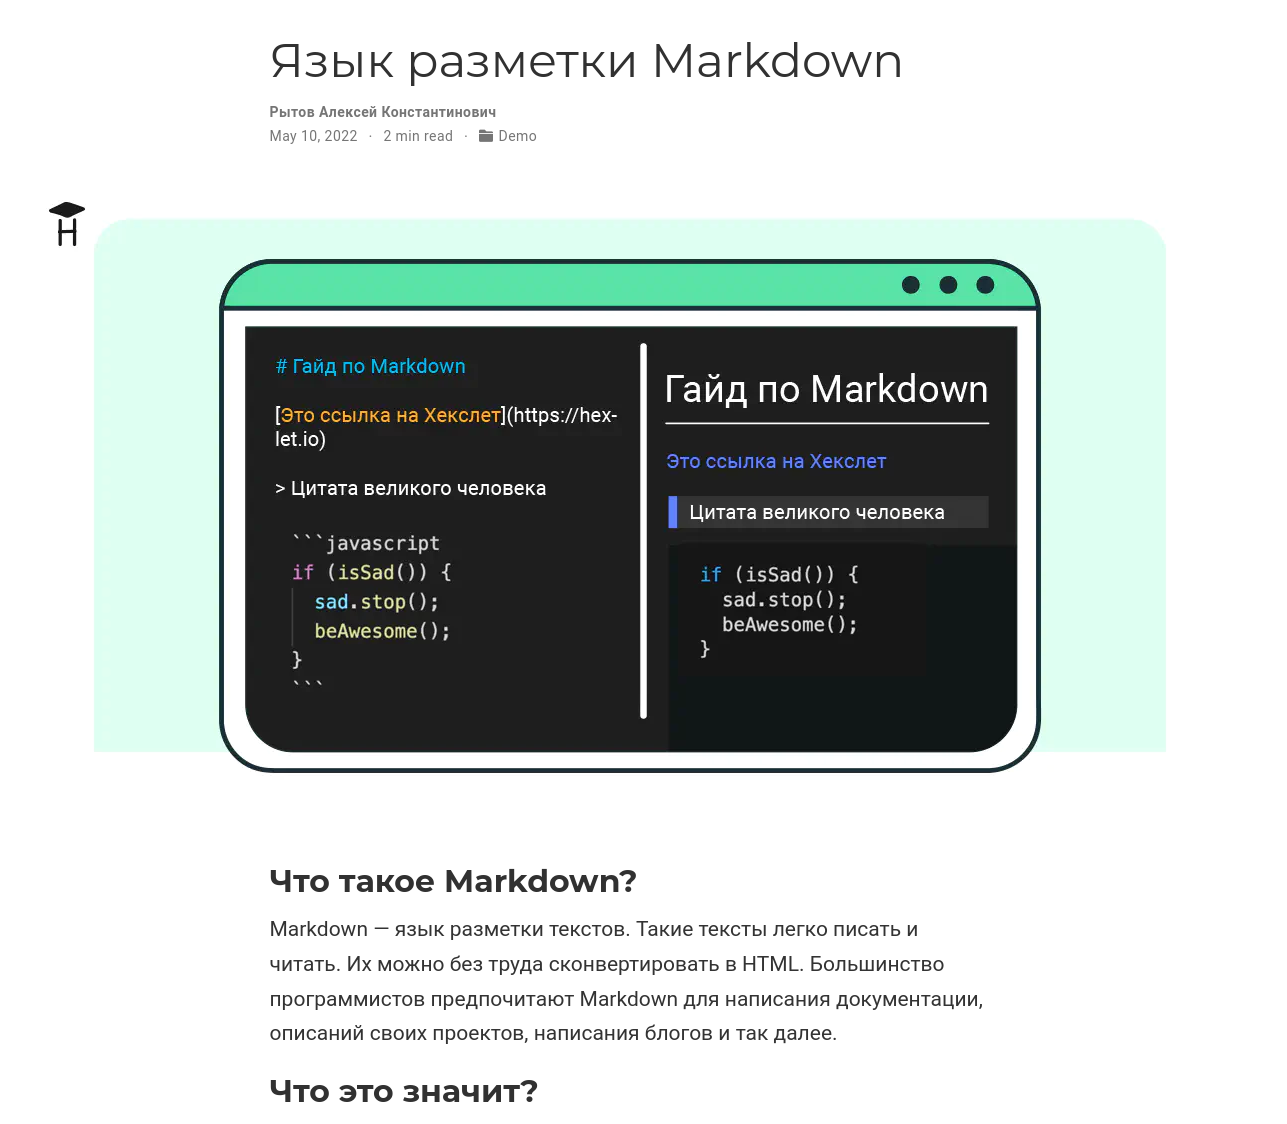 Язык разметки Markdown
Рытов Алексей Константинович
May 10, 2022 · 2 min read · Demo
H
# Гайд по Markdown
[Это ссылка на Хекслет](https://hex-
let.io)
> Цитата великого человека
```javascript
if (isSad()) {
  sad.stop();
  beAwesome();
}
```
Гайд по Markdown
Это ссылка на Хекслет
Цитата великого человека
if (isSad()) {
  sad.stop();
  beAwesome();
}
Что такое Markdown?
Markdown — язык разметки текстов. Такие тексты легко писать и
читать. Их можно без труда сконвертировать в HTML. Большинство
программистов предпочитают Markdown для написания документации,
описаний своих проектов, написания блогов и так далее.
Что это значит?